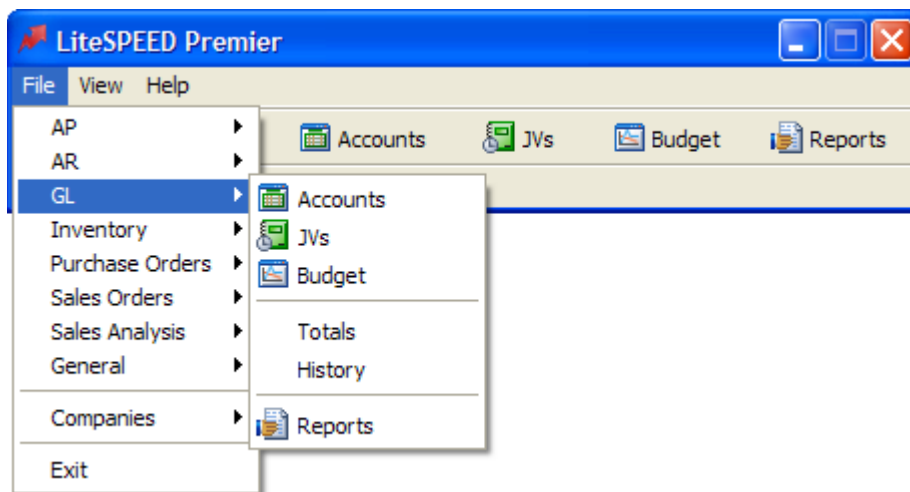 LiteSPEED Premier
File View Help
Accounts JVs Budget Reports
AP
AR
GL
Inventory
Purchase Orders
Sales Orders
Sales Analysis
General
Companies
Exit
Accounts
JVs
Budget
Totals
History
Reports